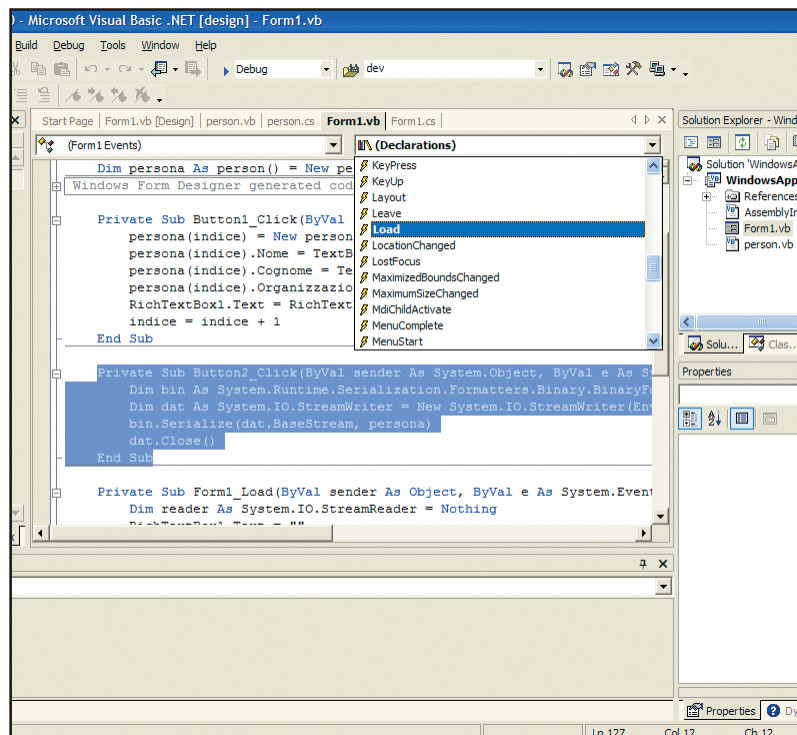 ) - Microsoft Visual Basic .NET [design] - Form1.vb
Build Debug Tools Window Help
Debug dev
Start Page Form1.vb [Design] person.vb person.cs Form1.vb Form1.cs
(Form1 Events) (Declarations)
Dim persona As person() = New pe
Windows Form Designer generated cod
Private Sub Button1_Click(ByVal
persona(indice) = New person
persona(indice).Nome = TextB
persona(indice).Cognome = Te
persona(indice).Organizzazio
RichTextBox1.Text = RichText
indice = indice + 1
End Sub
KeyPress
KeyUp
Layout
Leave
Load
LocationChanged
LostFocus
MaximizedBoundsChanged
MaximumSizeChanged
MdiChildActivate
MenuComplete
MenuStart
Private Sub Button2_Click(ByVal sender As System.Object, ByVal e As Sy
Dim bin As System.Runtime.Serialization.Formatters.Binary.BinaryFo
Dim dat As System.IO.StreamWriter = New System.IO.StreamWriter(Env
bin.Serialize(dat.BaseStream, persona)
dat.Close()
End Sub
Private Sub Form1_Load(ByVal sender As Object, ByVal e As System.Event
Dim reader As System.IO.StreamReader = Nothing
RichTextBox1.Text = ""
Solution Explorer - Wind
Solution 'WindowsA
WindowsApp
References
AssemblyIn
Form1.vb
person.vb
Solu... Clas...
Properties
Properties Dy
Ln 127 Col 12 Ch 12